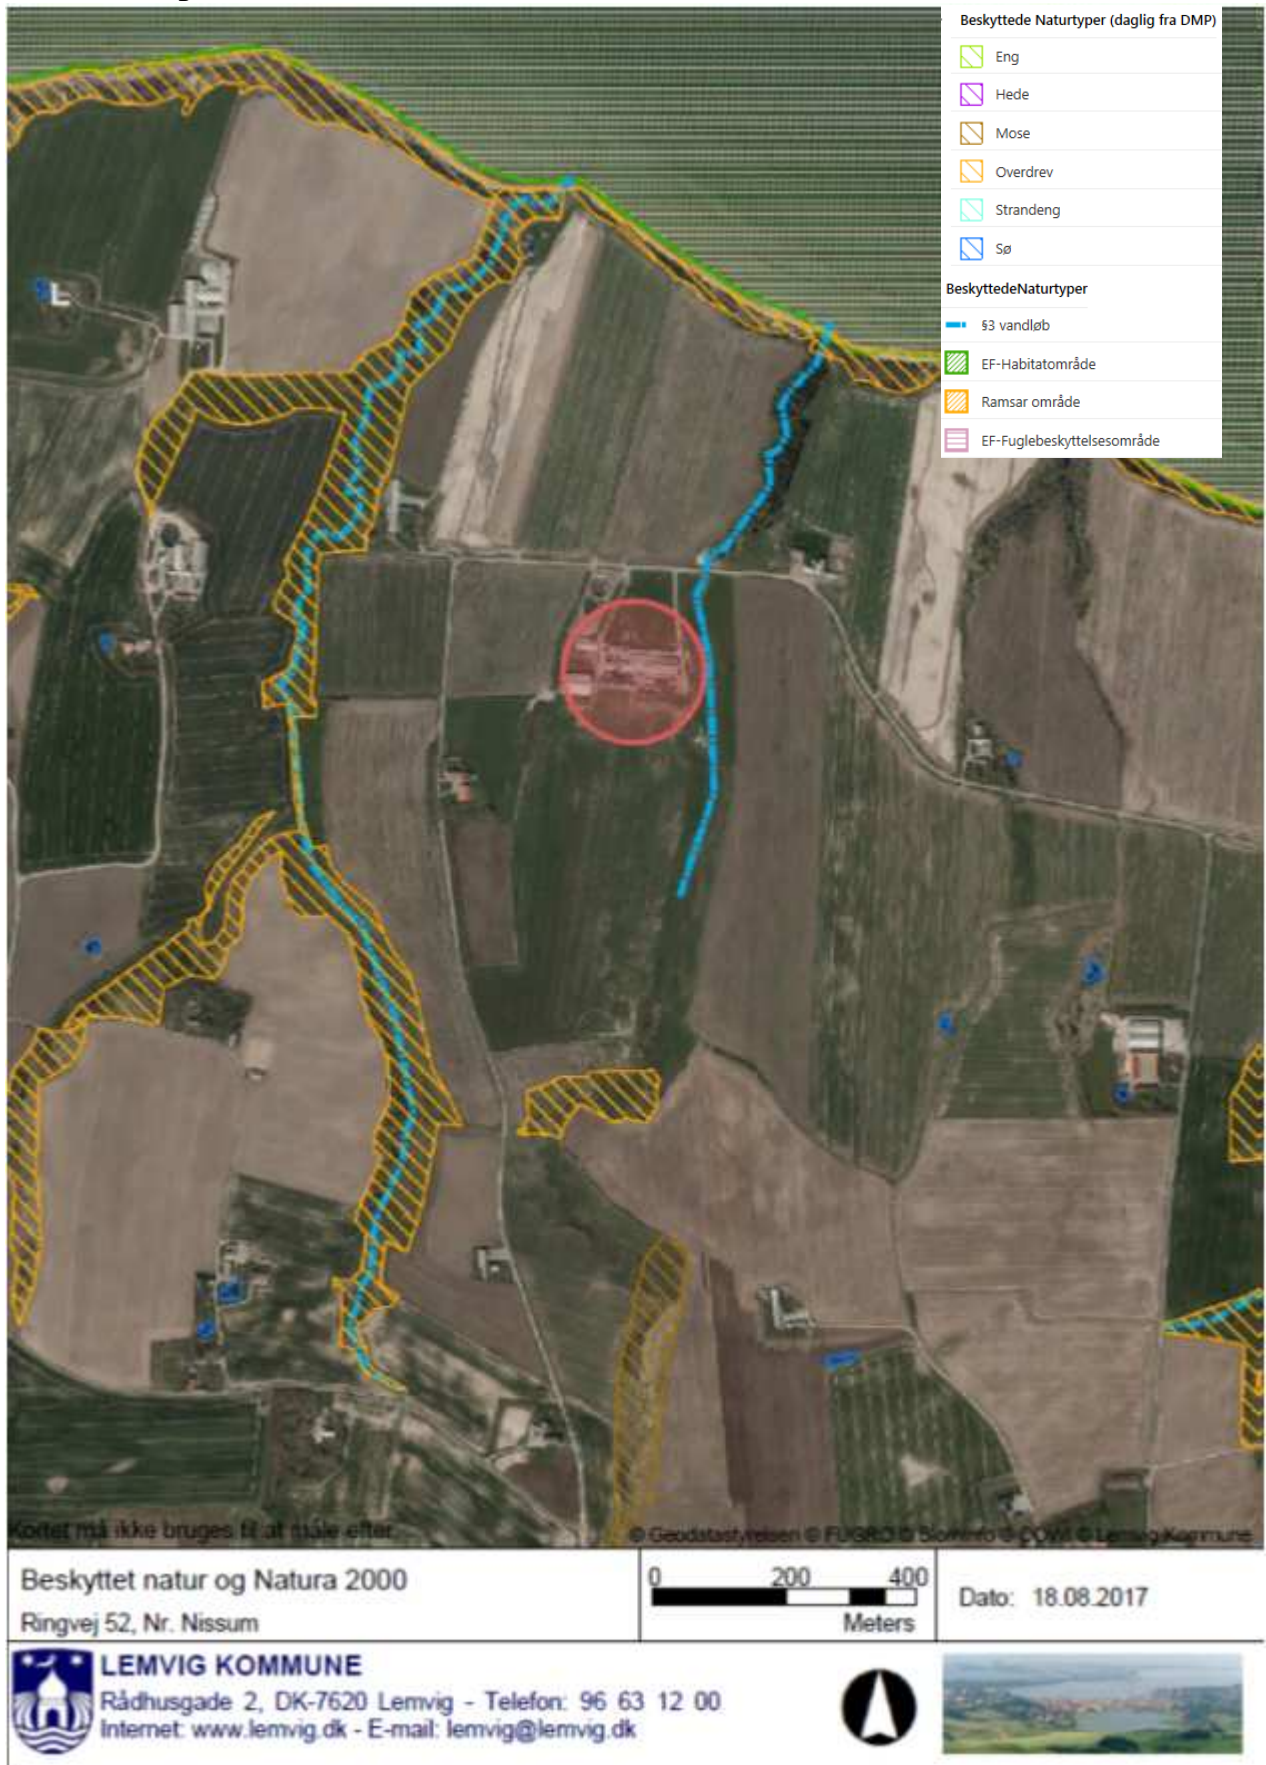 Beskyttede Naturtyper (daglig fra DMP)
Eng
Hede
Mose
Overdrev
Strandeng
Sø
BeskyttedeNaturtyper
§3 vandløb
EF-Habitatområde
Ramsar område
EF-Fuglebeskyttelsesområde
Kortet må ikke bruges til at måle efter.
© Geodatastyrelsen © FUGRO © BlomInfo © COWI © Lemvig Kommune
Beskyttet natur og Natura 2000
Ringvej 52, Nr. Nissum
0 200 400
Meters
Dato: 18.08.2017
LEMVIG KOMMUNE
Rådhusgade 2, DK-7620 Lemvig - Telefon: 96 63 12 00
Internet: www.lemvig.dk - E-mail: lemvig@lemvig.dk